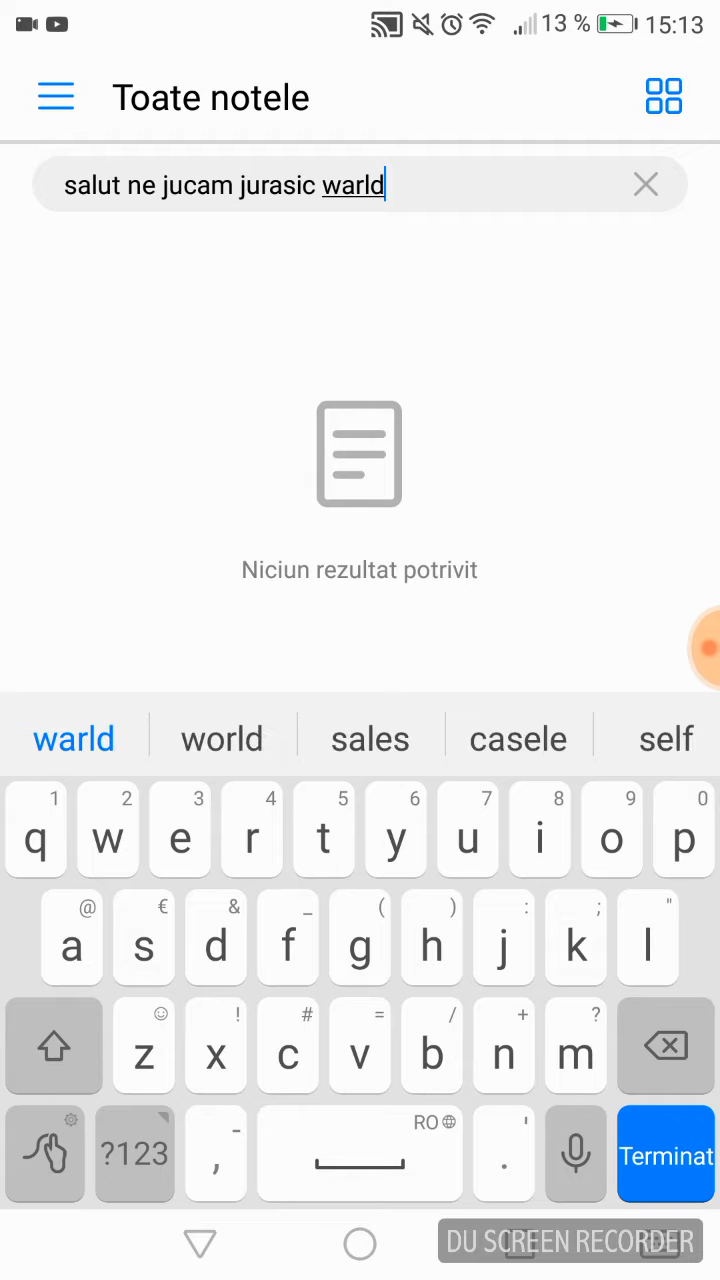 13 % 15:13
Toate notele
salut ne jucam jurasic warld
Niciun rezultat potrivit
warld world sales casele self
1 2 3 4 5 6 7 8 9 0
q w e r t y u i o p
@ € & _ ( ) : ; "
a s d f g h j k l
! # = / + ?
z x c v b n m
- RO '
?123 , . Terminat
DU SCREEN RECORDER